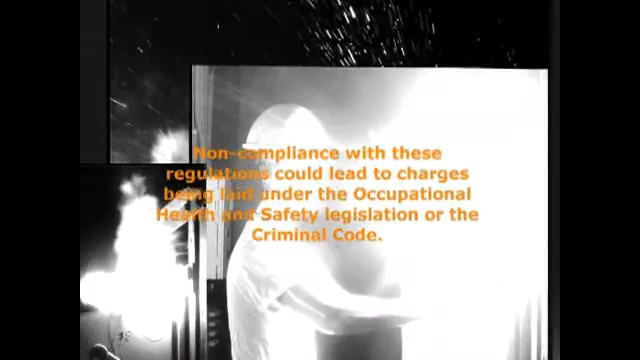 Non-compliance with these
regulations could lead to charges
being laid under the Occupational
Health and Safety legislation or the
Criminal Code.